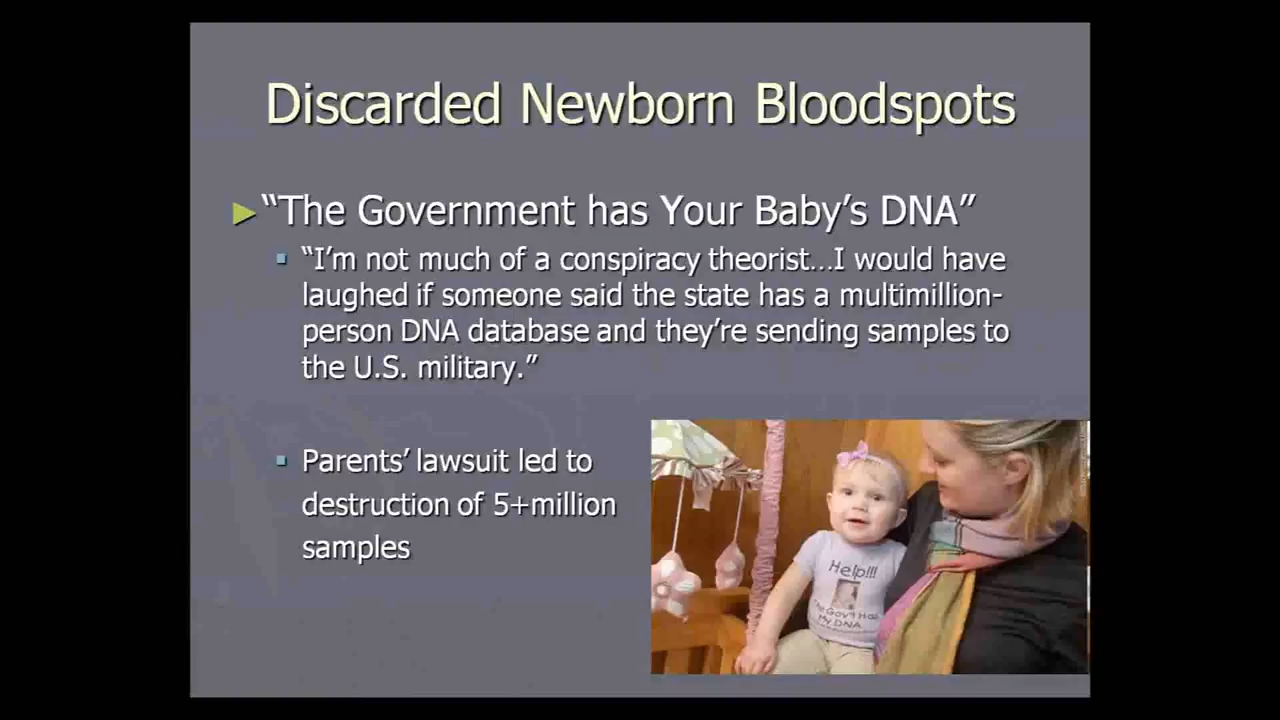 Discarded Newborn Bloodspots
“The Government has Your Baby’s DNA”
“I’m not much of a conspiracy theorist...I would have
laughed if someone said the state has a multimillion-
person DNA database and they’re sending samples to
the U.S. military.”
Parents’ lawsuit led to
destruction of 5+million
samples
Help!!!
The Gov't Has
My DNA